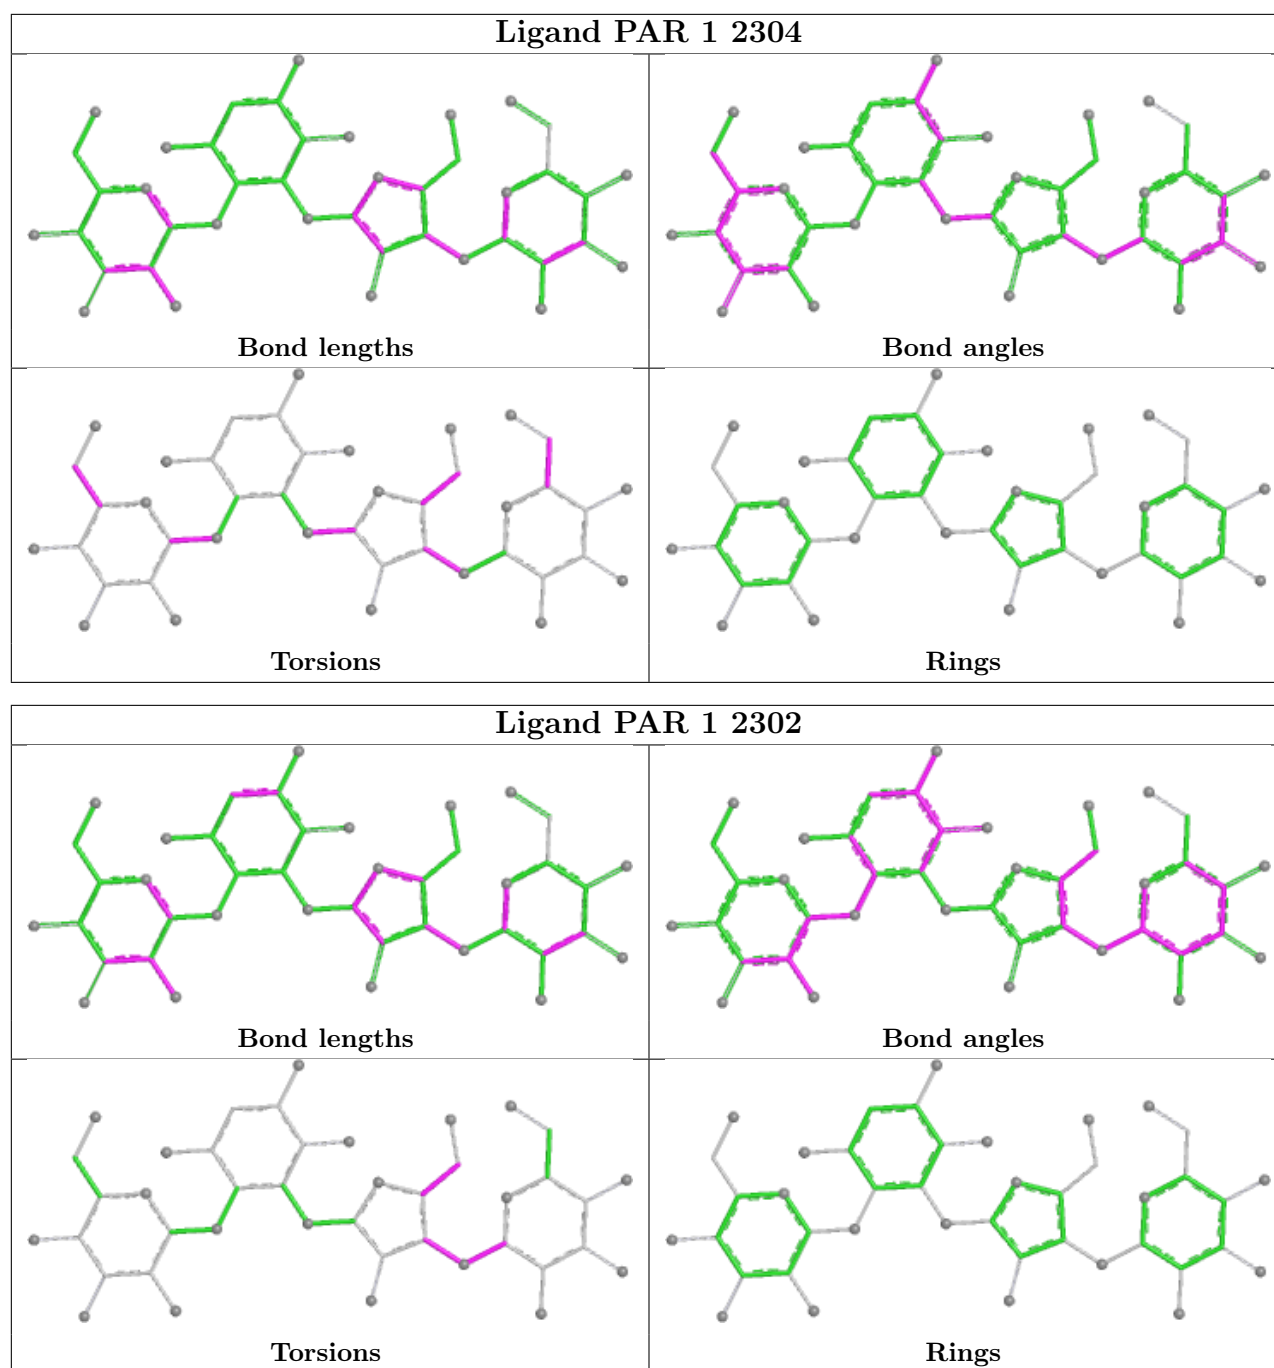 Ligand PAR 1 2304
Bond lengths
Bond angles
Torsions
Rings
Ligand PAR 1 2302
Bond lengths
Bond angles
Torsions
Rings